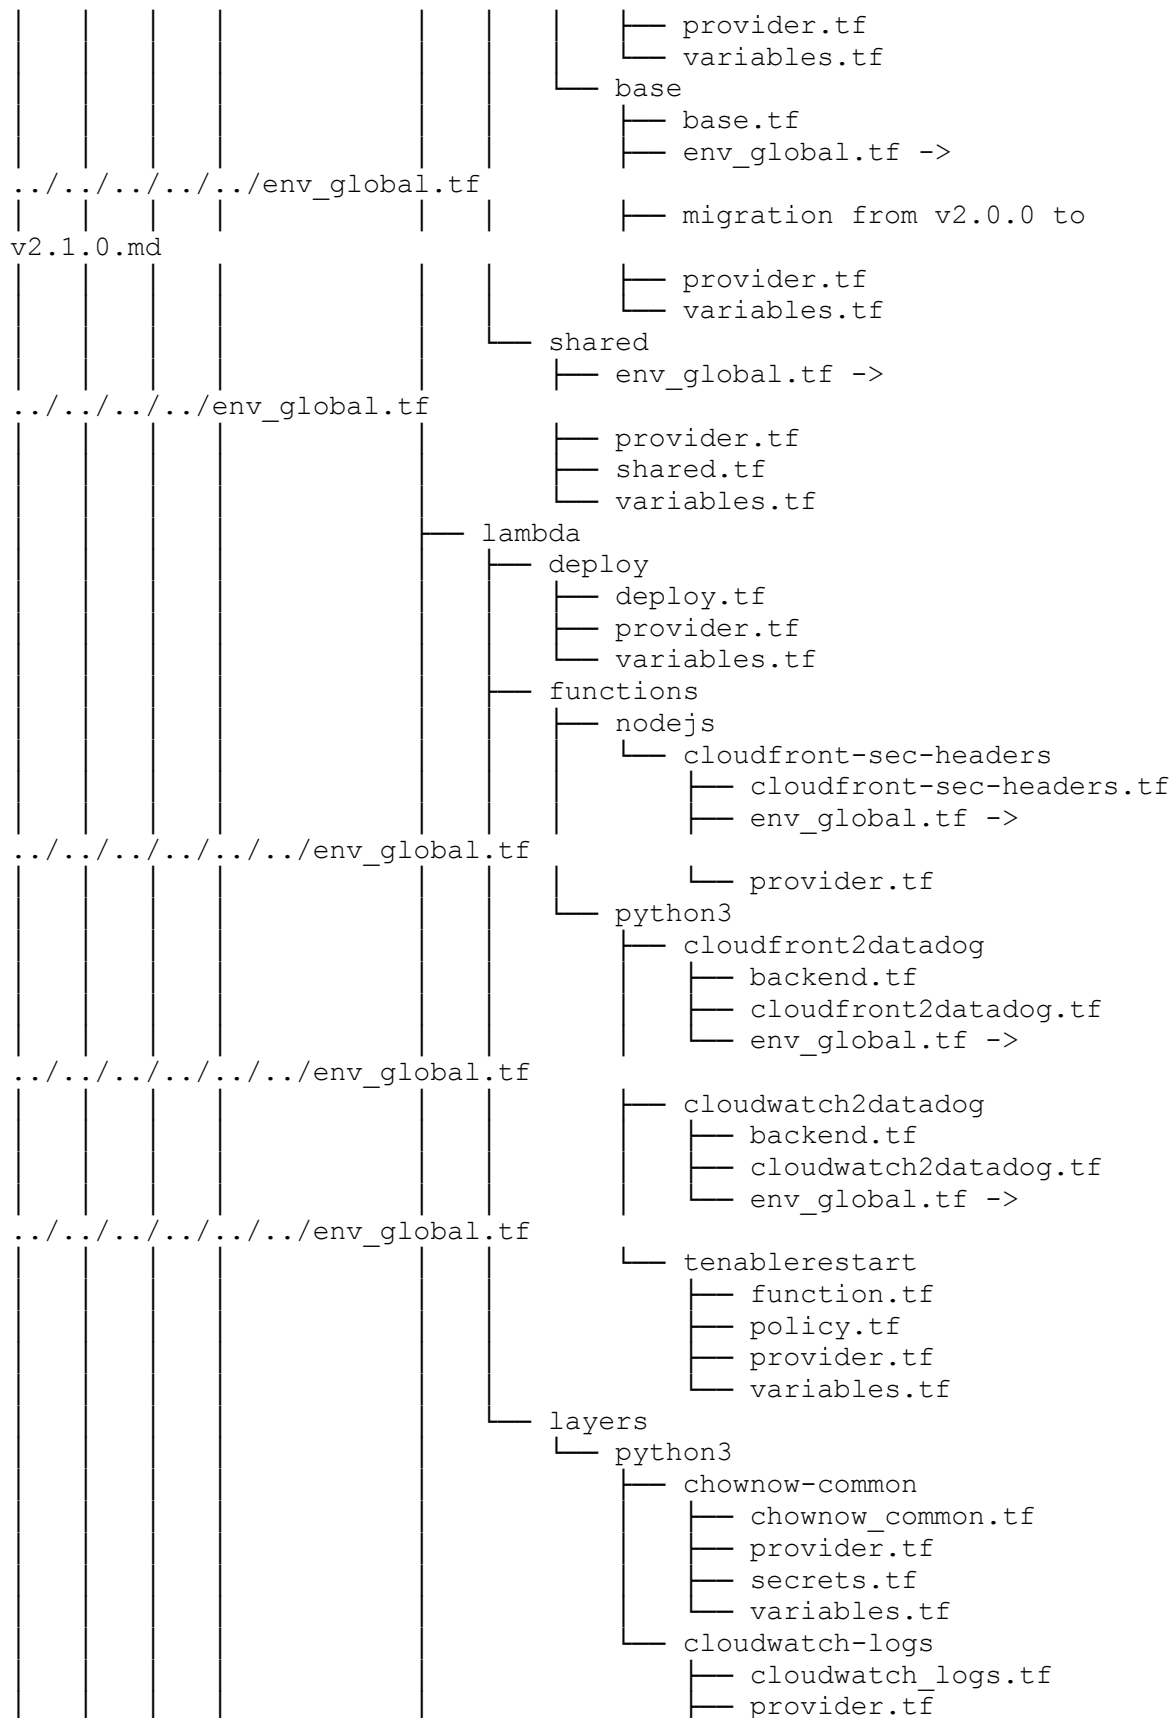 │   │   │   │           │   │   │   ├── provider.tf
│   │   │   │           │   │   │   └── variables.tf
│   │   │   │           │   │   └── base
│   │   │   │           │   │       ├── base.tf
│   │   │   │           │   │       ├── env_global.tf ->
../../../../../env_global.tf
│   │   │   │           │   │       ├── migration from v2.0.0 to
v2.1.0.md
│   │   │   │           │   │       ├── provider.tf
│   │   │   │           │   │       └── variables.tf
│   │   │   │           │   └── shared
│   │   │   │           │       ├── env_global.tf ->
../../../../env_global.tf
│   │   │   │           │       ├── provider.tf
│   │   │   │           │       ├── shared.tf
│   │   │   │           │       └── variables.tf
│   │   │   │           ├── lambda
│   │   │   │           │   ├── deploy
│   │   │   │           │   │   ├── deploy.tf
│   │   │   │           │   │   ├── provider.tf
│   │   │   │           │   │   └── variables.tf
│   │   │   │           │   ├── functions
│   │   │   │           │   │   ├── nodejs
│   │   │   │           │   │   │   └── cloudfront-sec-headers
│   │   │   │           │   │   │       ├── cloudfront-sec-headers.tf
│   │   │   │           │   │   │       ├── env_global.tf ->
../../../../../../env_global.tf
│   │   │   │           │   │   │       └── provider.tf
│   │   │   │           │   │   └── python3
│   │   │   │           │   │       ├── cloudfront2datadog
│   │   │   │           │   │       │   ├── backend.tf
│   │   │   │           │   │       │   ├── cloudfront2datadog.tf
│   │   │   │           │   │       │   └── env_global.tf ->
../../../../../../env_global.tf
│   │   │   │           │   │       ├── cloudwatch2datadog
│   │   │   │           │   │       │   ├── backend.tf
│   │   │   │           │   │       │   ├── cloudwatch2datadog.tf
│   │   │   │           │   │       │   └── env_global.tf ->
../../../../../../env_global.tf
│   │   │   │           │   │       └── tenablerestart
│   │   │   │           │   │           ├── function.tf
│   │   │   │           │   │           ├── policy.tf
│   │   │   │           │   │           ├── provider.tf
│   │   │   │           │   │           └── variables.tf
│   │   │   │           │   └── layers
│   │   │   │           │       └── python3
│   │   │   │           │           ├── chownow-common
│   │   │   │           │           │   ├── chownow_common.tf
│   │   │   │           │           │   ├── provider.tf
│   │   │   │           │           │   ├── secrets.tf
│   │   │   │           │           │   └── variables.tf
│   │   │   │           │           └── cloudwatch-logs
│   │   │   │           │               ├── cloudwatch_logs.tf
│   │   │   │           │               ├── provider.tf